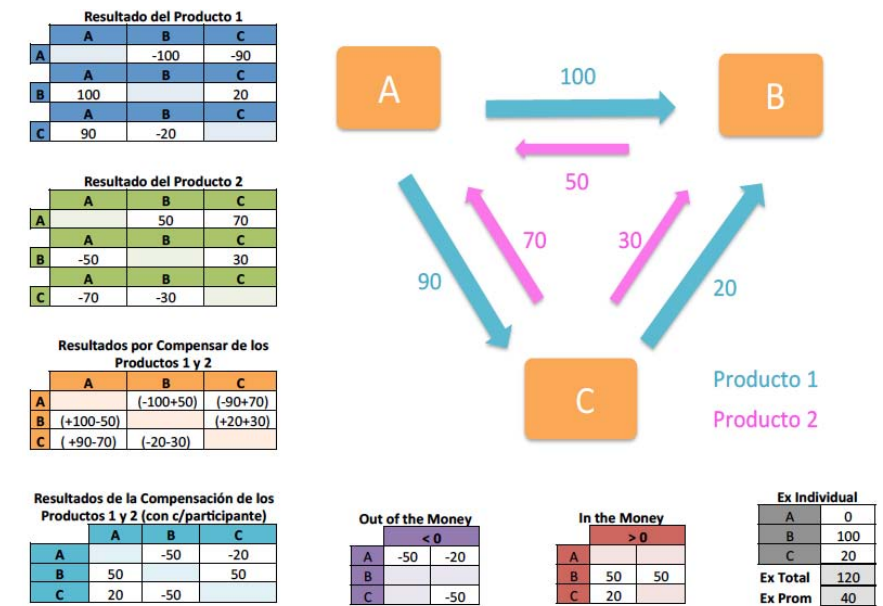 Resultado del Producto 1
A B C
A -100 -90
A B C
B 100 20
A B C
C 90 -20
Resultado del Producto 2
A B C
A 50 70
A B C
B -50 30
A B C
C -70 -30
Resultados por Compensar de los
Productos 1 y 2
A B C
A (-100+50) (-90+70)
B (+100-50) (+20+30)
C ( +90-70) (-20-30)
Resultados de la Compensación de los
Productos 1 y 2 (con c/participante)
A B C
A -50 -20
B 50 50
C 20 -50
A
100
B
50
70
30
90
20
C
Producto 1
Producto 2
Out of the Money
< 0
A -50 -20
B
C -50
In the Money
> 0
A
B 50 50
C 20
Ex Individual
A 0
B 100
C 20
Ex Total 120
Ex Prom 40